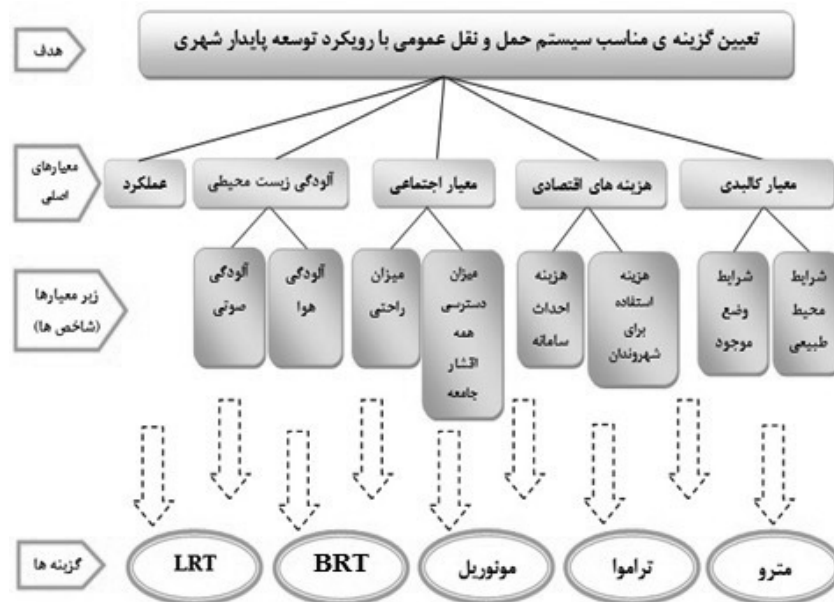 هدف
تعیین گزینه ی مناسب سیستم حمل و نقل عمومی با رویکرد توسعه پایدار شهری
معیارهای
اصلی
معیار کالبدی
هزینه های اقتصادی
معیار اجتماعی
آلودگی زیست محیطی
عملکرد
زیر معیارها
(شاخص ها)
شرایط
محیط
طبیعی
شرایط
وضع
موجود
هزینه
استفاده
برای
شهروندان
هزینه
احداث
سامانه
میزان
دسترسی
همه
اقشار
جامعه
میزان
راحتی
آلودگی
هوا
آلودگی
صوتی
گزینه ها
مترو
تراموا
مونوریل
BRT
LRT